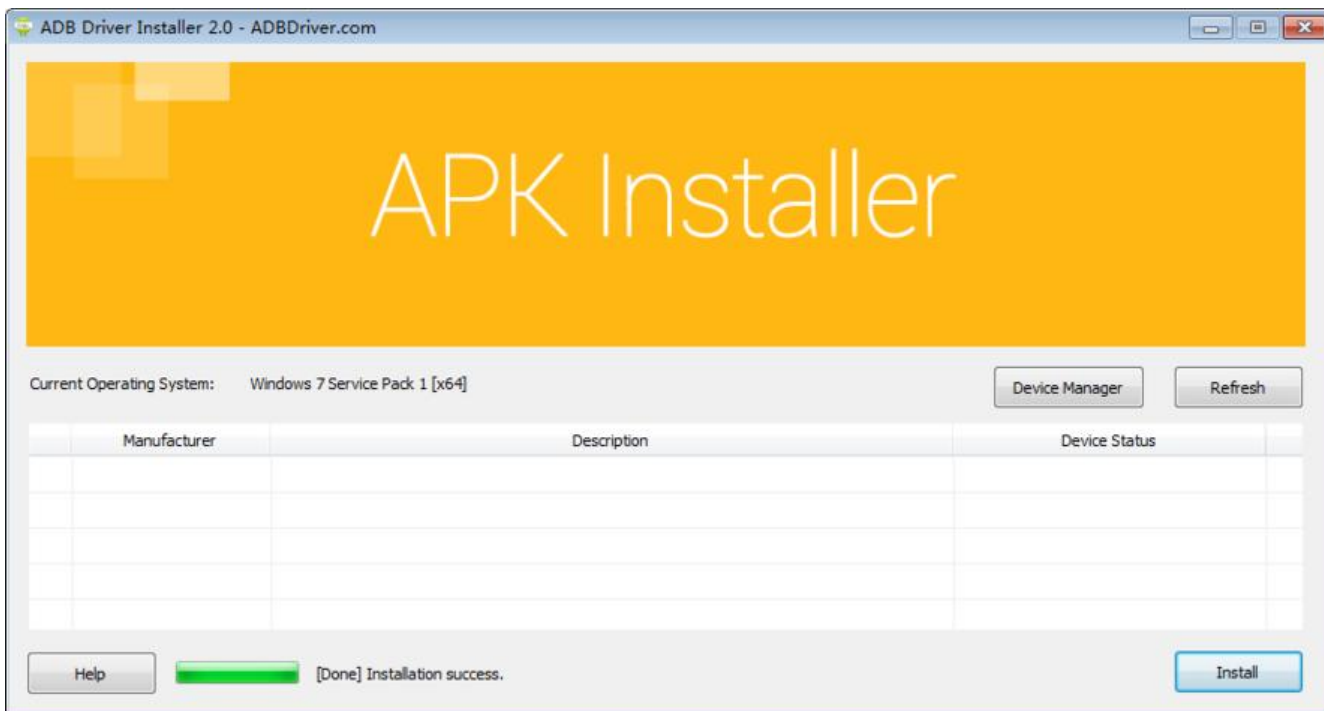 ADB Driver Installer 2.0 - ADBDriver.com
APK Installer
Current Operating System: Windows 7 Service Pack 1 [x64] Device Manager Refresh
Manufacturer Description Device Status
Help [Done] Installation success. Install